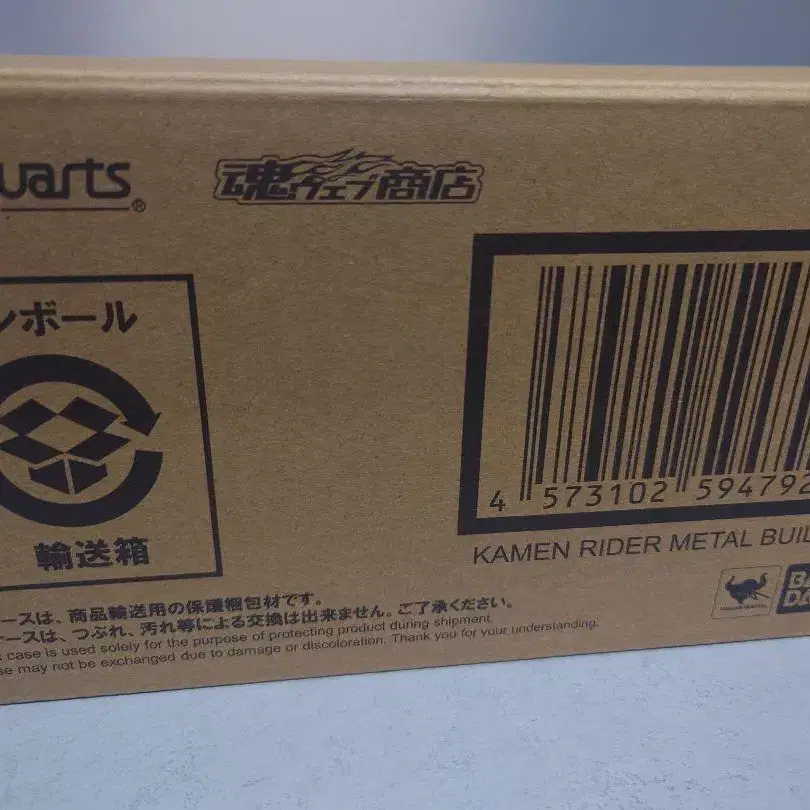 uarts®
魂ウェブ商店
ンボール
輸送箱
4 573102 594792
KAMEN RIDER METAL BUIL
ースは、商品輸送用の保護梱包材です。
ースは、つぶれ、汚れ等による交換は出来ません。ご了承ください。
case is used solely for the purpose of protecting product during shipment.
se may not be exchanged due to damage or discoloration. Thank you for your understanding.